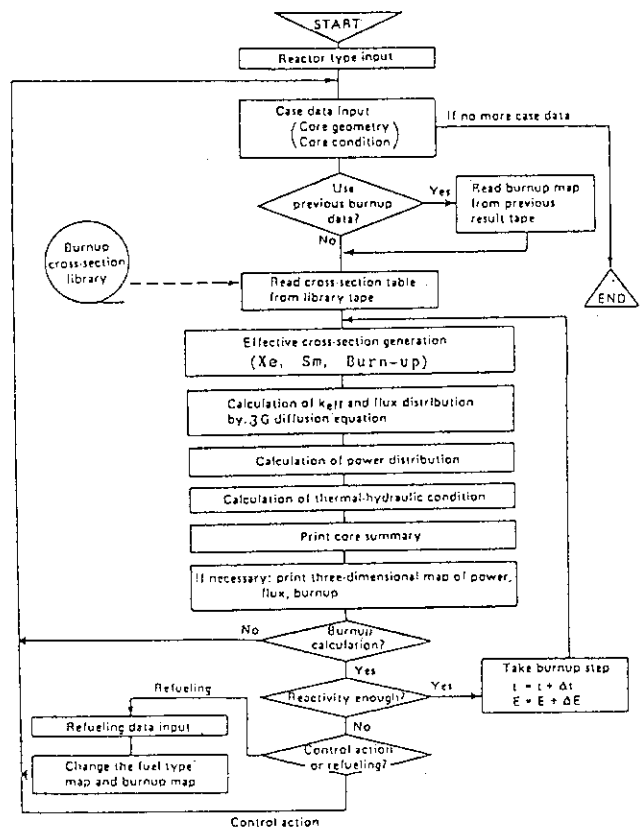 START
Reactor type input
Case data input
(Core geometry
Core condition)
If no more case data
Use
previous burnup
data?
Yes
Read burnup map
from previous
result tape
No
Burnup
cross-section
library
Read cross-section table
from library tape
END
Effective cross-section generation
(Xe, Sm, Burn-up)
Calculation of keff and flux distribution
by 3G diffusion equation
Calculation of power distribution
Calculation of thermal-hydraulic condition
Print core summary
If necessary: print three-dimensional map of power,
flux, burnup
No
Burnup
calculation?
Yes
Reactivity enough?
Yes
Take burnup step
t = t + Δt
E = E + ΔE
Refueling
No
Refueling data input
Control action
or refueling?
Change the fuel type
map and burnup map
Control action